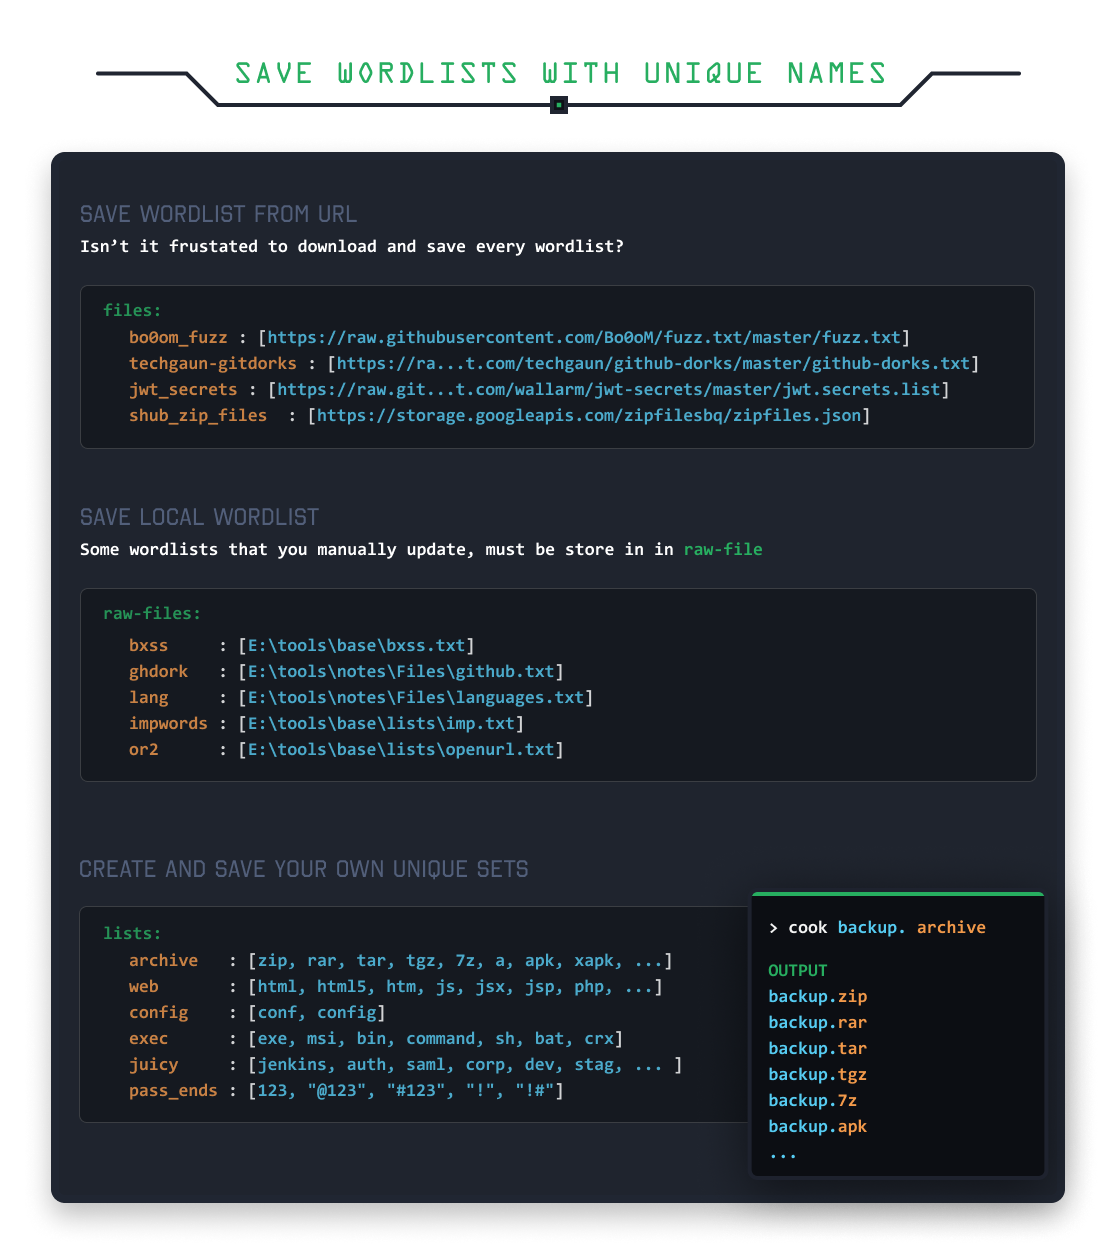 SAVE WORDLISTS WITH UNIQUE NAMES
SAVE WORDLIST FROM URL
Isn’t it frustated to download and save every wordlist?
files:
bo0om_fuzz : [https://raw.githubusercontent.com/Bo0oM/fuzz.txt/master/fuzz.txt]
techgaun-gitdorks : [https://ra...t.com/techgaun/github-dorks/master/github-dorks.txt]
jwt_secrets : [https://raw.git...t.com/wallarm/jwt-secrets/master/jwt.secrets.list]
shub_zip_files  : [https://storage.googleapis.com/zipfilesbq/zipfiles.json]
SAVE LOCAL WORDLIST
Some wordlists that you manually update, must be store in in raw-file
raw-files:
bxss     : [E:\tools\base\bxss.txt]
ghdork   : [E:\tools\notes\Files\github.txt]
lang     : [E:\tools\notes\Files\languages.txt]
impwords : [E:\tools\base\lists\imp.txt]
or2      : [E:\tools\base\lists\openurl.txt]
CREATE AND SAVE YOUR OWN UNIQUE SETS
lists:
archive   : [zip, rar, tar, tgz, 7z, a, apk, xapk, ...]
web       : [html, html5, htm, js, jsx, jsp, php, ...]
config    : [conf, config]
exec      : [exe, msi, bin, command, sh, bat, crx]
juicy     : [jenkins, auth, saml, corp, dev, stag, ... ]
pass_ends : [123, "@123", "#123", "!", "!#"]
> cook backup. archive
OUTPUT
backup.zip
backup.rar
backup.tar
backup.tgz
backup.7z
backup.apk
...